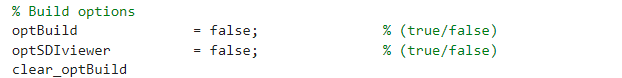 % Build options
optBuild = false; % (true/false)
optSDIviewer = false; % (true/false)
clear_optBuild